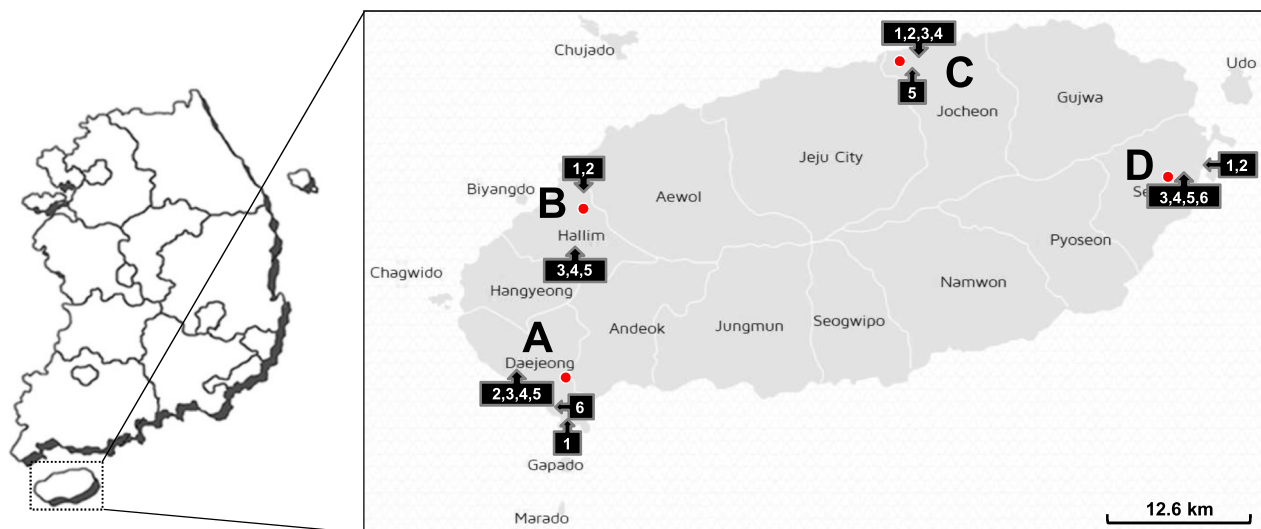 1,2,3,4
Chujado
Udo
C
5
Jocheon
Gujwa
Jeju City
1,2
Biyangdo
B
Aewol
D
1,2
Se
3,4,5,6
Hallim
Pyoseon
3,4,5
Chagwido
Hangyeong
Namwon
Andeok
Jungmun
Seogwipo
A
Daejeong
2,3,4,5
6
1
Gapado
Marado
12.6 km